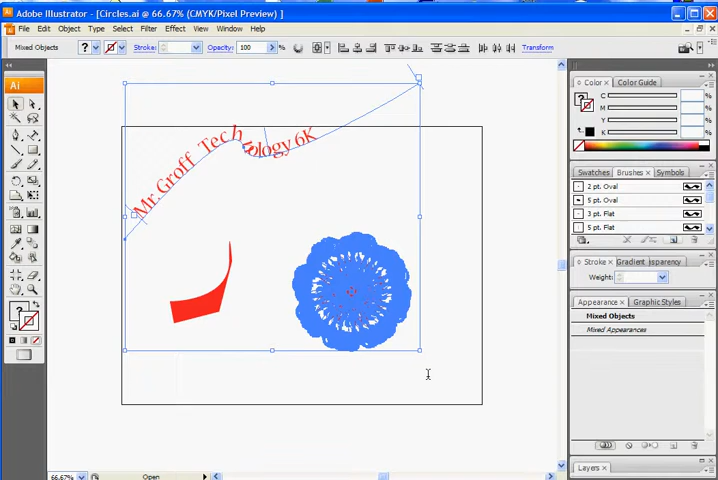 Adobe Illustrator - [Circles.ai @ 66.67% (CMYK/Pixel Preview) ]
File Edit Object Type Select Filter Effect View Window Help
Mixed Objects ? Stroke: Opacity: 100 % Transform
Ai
Mr. Groff Tech nology 6K
Color Color Guide
C %
M %
Y %
K %
Swatches Brushes Symbols
2 pt. Oval
5 pt. Oval
3 pt. Flat
5 pt. Flat
Stroke Gradient
Weight:
Appearance Graphic Styles
Mixed Objects
Mixed Appearances
Layers
66.67% Open